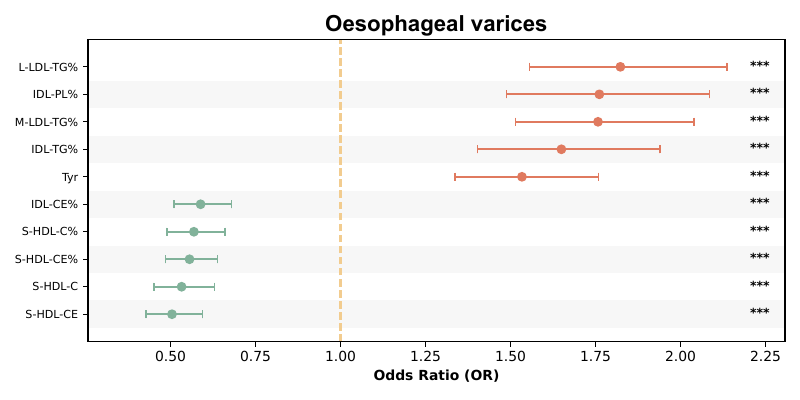 Oesophageal varices
L-LDL-TG% ***
IDL-PL% ***
M-LDL-TG% ***
IDL-TG% ***
Tyr ***
IDL-CE% ***
S-HDL-C% ***
S-HDL-CE% ***
S-HDL-C ***
S-HDL-CE ***
0.50 0.75 1.00 1.25 1.50 1.75 2.00 2.25
Odds Ratio (OR)